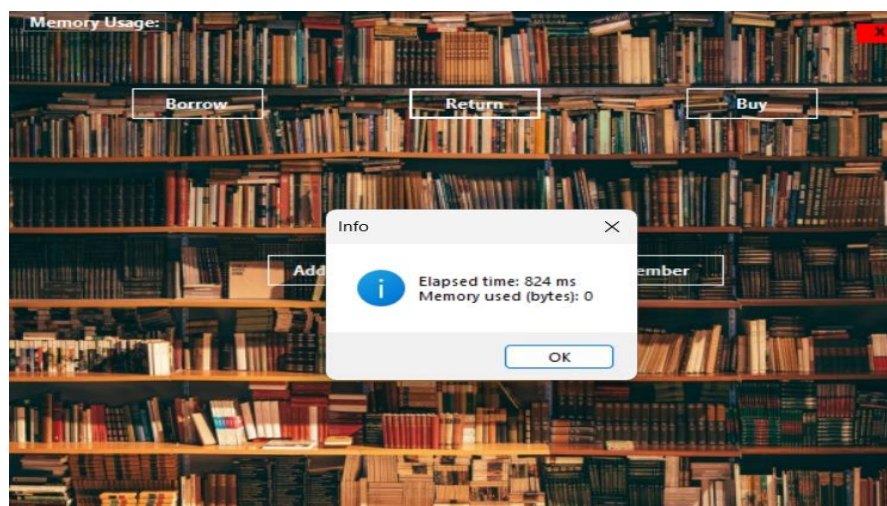 Memory Usage:
x
Borrow
Return
Buy
Info
Add
ember
Elapsed time: 824 ms
Memory used (bytes): 0
OK